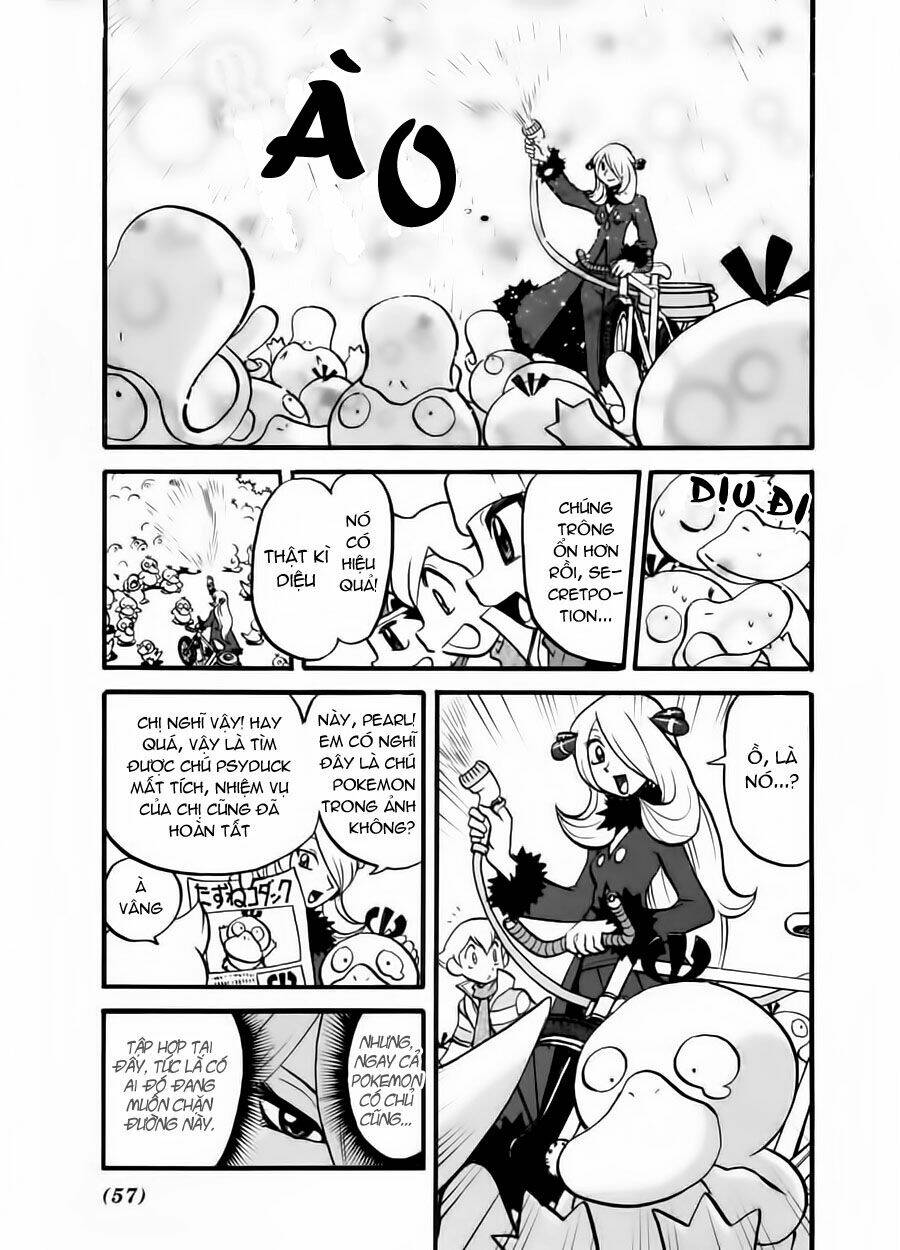 ÀO
DỊU ĐI
CHÚNG
TRÔNG
ỔN HƠN
RỒI, SE-
CRETPO-
TION...
NÓ
CÓ
HIỆU
QUẢ!
THẬT KÌ
DIỆU
Ồ, LÀ
NÓ...?
NÀY, PEARL!
EM CÓ NGHĨ
ĐÂY LÀ CHÚ
POKEMON
TRONG ẢNH
KHÔNG?
CHỊ NGHĨ VẬY! HAY
QUÁ, VẬY LÀ TÌM
ĐƯỢC CHÚ PSYDUCK
MẤT TÍCH, NHIỆM VỤ
CỦA CHỊ CŨNG ĐÃ
HOÀN TẤT
À
VÂNG
たずねコダック
NHƯNG,
NGAY CẢ
POKEMON
CÓ CHỦ
CŨNG...
TẬP HỢP TẠI
ĐÂY, TỨC LÀ CÓ
AI ĐÓ ĐANG
MUỐN CHẶN
ĐƯỜNG NÀY.
(57)